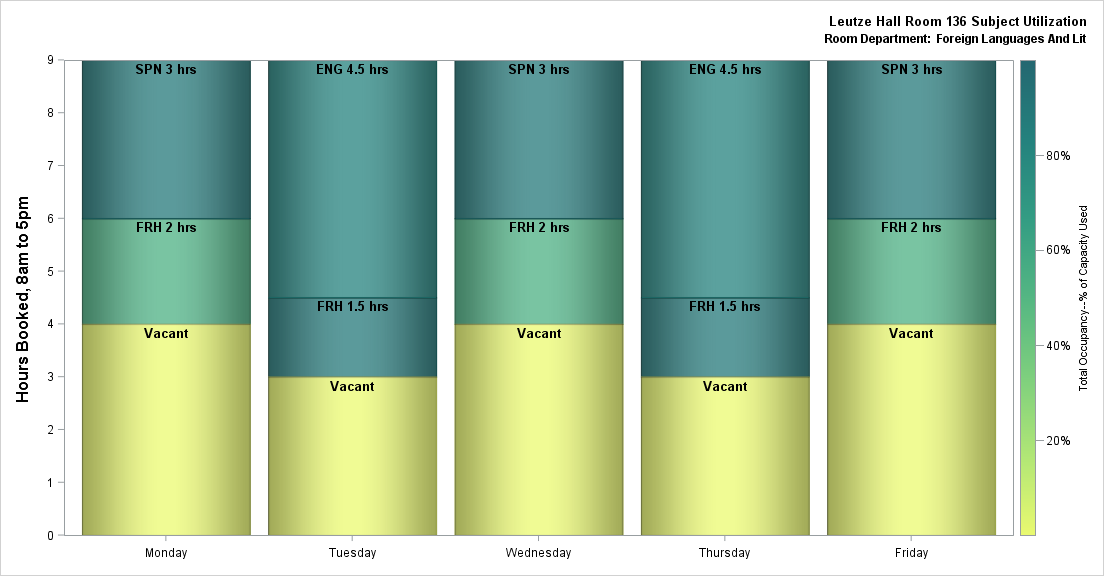 Leutze Hall Room 136 Subject Utilization
Room Department: Foreign Languages And Lit
Hours Booked, 8am to 5pm
9
8
7
6
5
4
3
2
1
0
SPN 3 hrs
FRH 2 hrs
Vacant
ENG 4.5 hrs
FRH 1.5 hrs
Vacant
SPN 3 hrs
FRH 2 hrs
Vacant
ENG 4.5 hrs
FRH 1.5 hrs
Vacant
SPN 3 hrs
FRH 2 hrs
Vacant
Monday
Tuesday
Wednesday
Thursday
Friday
80%
60%
40%
20%
Total Occupancy--% of Capacity Used